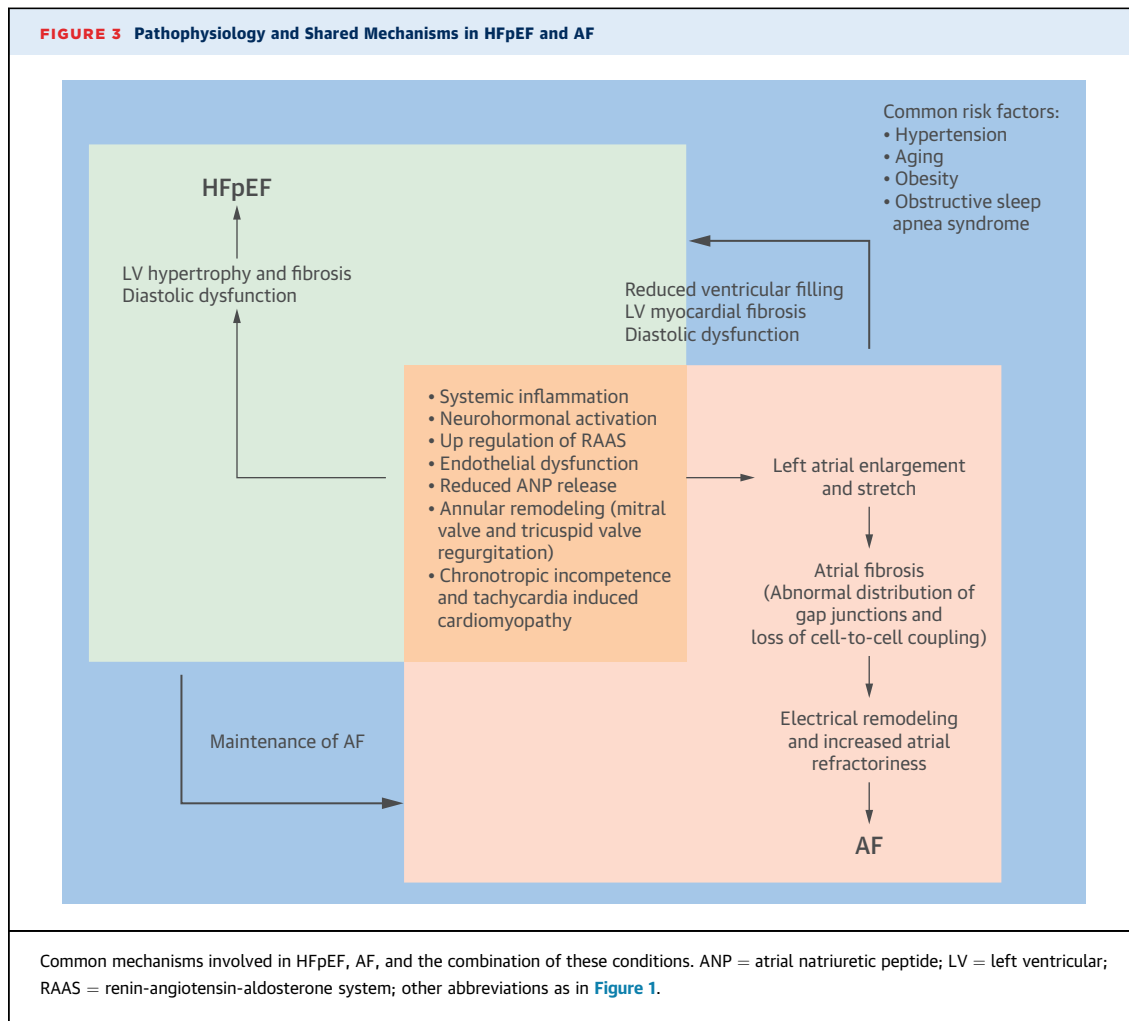 FIGURE 3 Pathophysiology and Shared Mechanisms in HFpEF and AF
Common risk factors:
• Hypertension
• Aging
• Obesity
• Obstructive sleep
apnea syndrome
HFpEF
LV hypertrophy and fibrosis
Diastolic dysfunction
Reduced ventricular filling
LV myocardial fibrosis
Diastolic dysfunction
• Systemic inflammation
• Neurohormonal activation
• Up regulation of RAAS
• Endothelial dysfunction
• Reduced ANP release
• Annular remodeling (mitral
valve and tricuspid valve
regurgitation)
• Chronotropic incompetence
and tachycardia induced
cardiomyopathy
Left atrial enlargement
and stretch
Atrial fibrosis
(Abnormal distribution of
gap junctions and
loss of cell-to-cell coupling)
Electrical remodeling
and increased atrial
refractoriness
AF
Maintenance of AF
Common mechanisms involved in HFpEF, AF, and the combination of these conditions. ANP = atrial natriuretic peptide; LV = left ventricular;
RAAS = renin-angiotensin-aldosterone system; other abbreviations as in Figure 1.